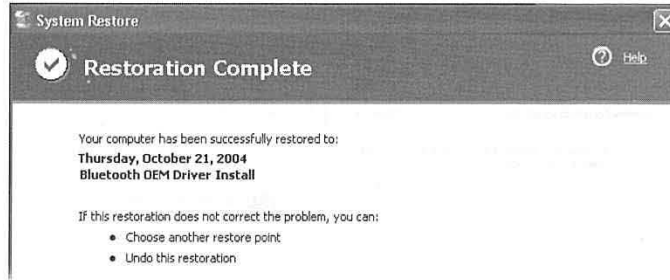 System Restore
Restoration Complete
Help
Your computer has been successfully restored to:
Thursday, October 21, 2004
Bluetooth OEM Driver Install
If this restoration does not correct the problem, you can:
• Choose another restore point
• Undo this restoration